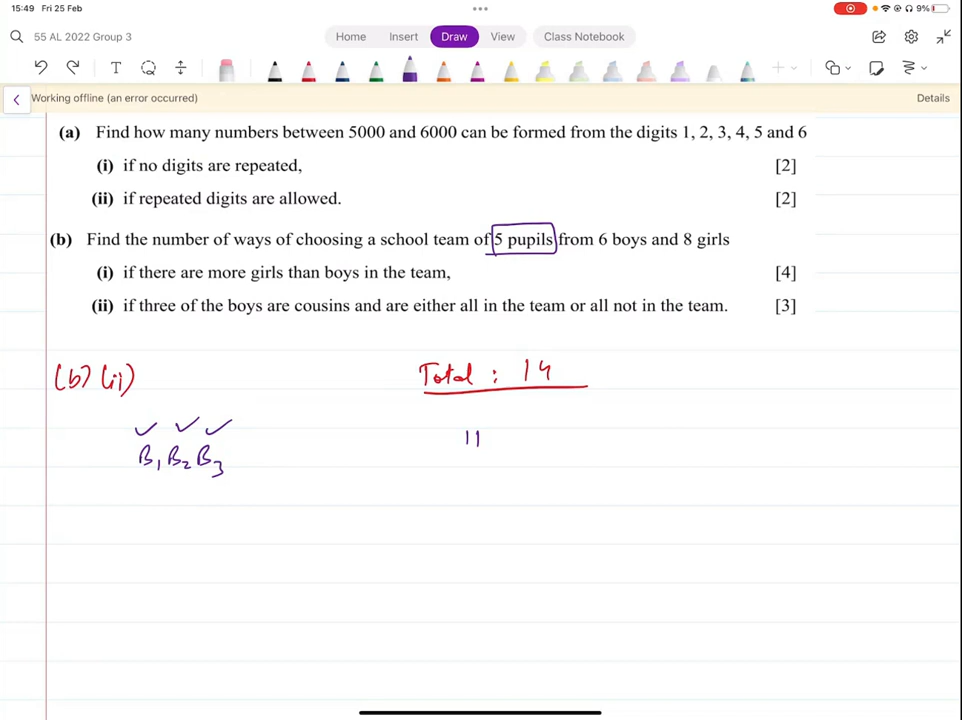 15:49 Fri 25 Feb
9%
55 AL 2022 Group 3
Home Insert Draw View Class Notebook
Working offline (an error occurred) Details
(a) Find how many numbers between 5000 and 6000 can be formed from the digits 1, 2, 3, 4, 5 and 6
(i) if no digits are repeated, [2]
(ii) if repeated digits are allowed. [2]
(b) Find the number of ways of choosing a school team of 5 pupils from 6 boys and 8 girls
(i) if there are more girls than boys in the team, [4]
(ii) if three of the boys are cousins and are either all in the team or all not in the team. [3]
(b) (ii) Total : 14
✓ ✓ ✓
B₁ B₂ B₃ 11